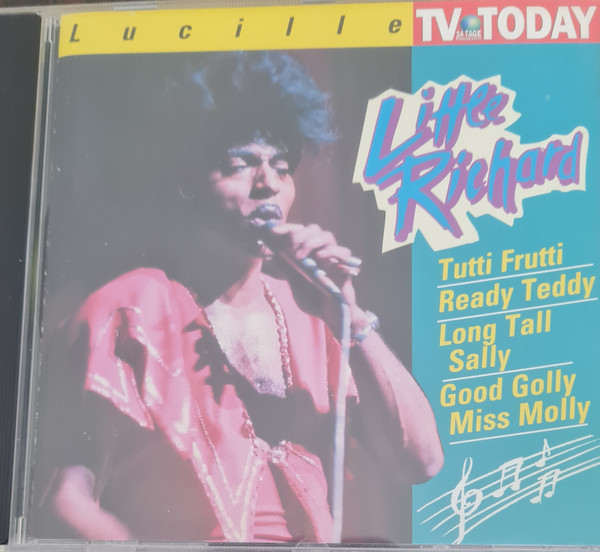 Lucille
TV TODAY
14 TAGE
Little
Richard
Tutti Frutti
Ready Teddy
Long Tall
Sally
Good Golly
Miss Molly